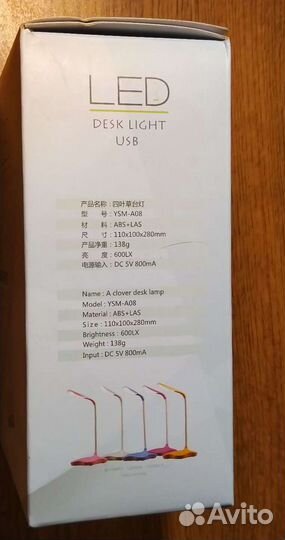 LED
DESK LIGHT
USB
产品名称：四叶草台灯
型 号：YSM-A08
材 料：ABS+LAS
尺 寸：110x100x280mm
产品净重：138g
亮 度：600LX
电源输入：DC 5V 800mA
Name : A clover desk lamp
Model : YSM-A08
Material : ABS+LAS
Size : 110x100x280mm
Brightness : 600LX
Weight : 138g
Input : DC 5V 800mA
Avito